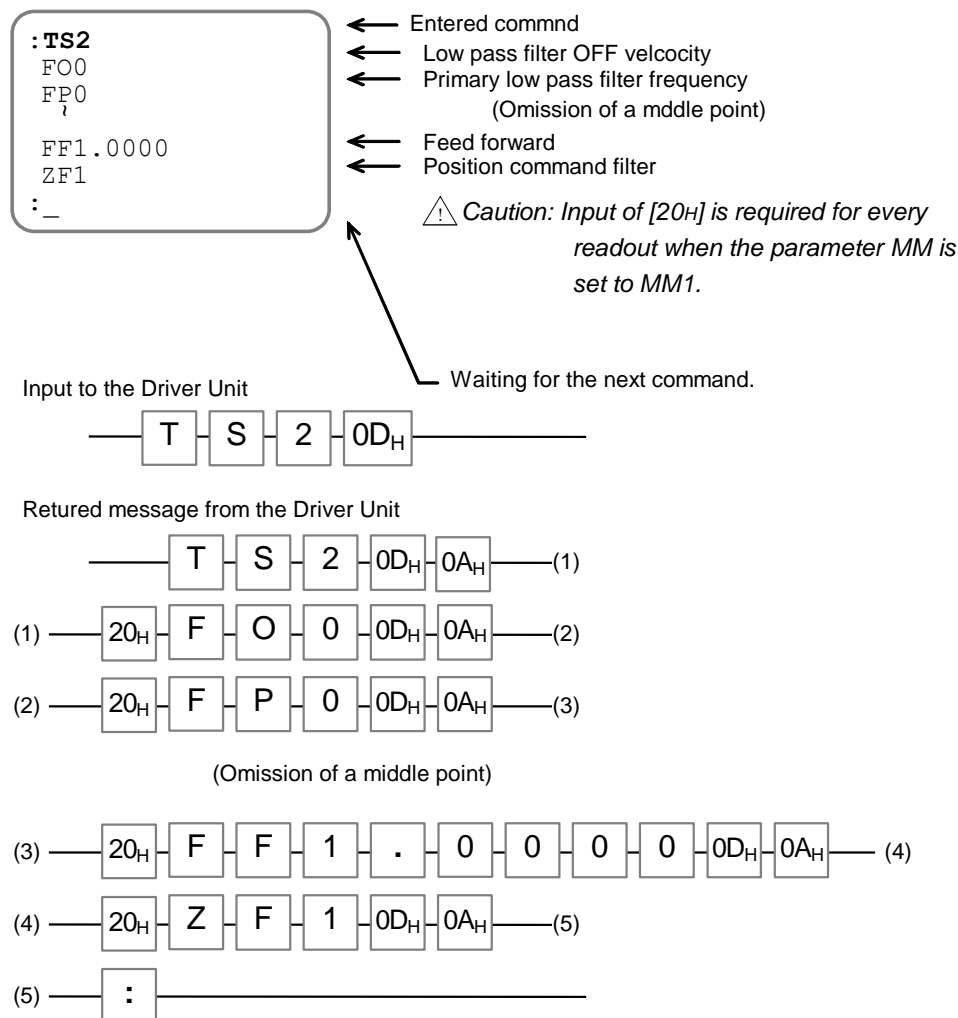 :TS2
FO0
FP0
~
FF1.0000
ZF1
:_
Entered commnd
Low pass filter OFF velcocity
Primary low pass filter frequency
(Omission of a mddle point)
Feed forward
Position command filter
! Caution: Input of [20H] is required for every
readout when the parameter MM is
set to MM1.
Waiting for the next command.
Input to the Driver Unit
T S 2 0DH
Retured message from the Driver Unit
T S 2 0DH 0AH (1)
(1) 20H F O 0 0DH 0AH (2)
(2) 20H F P 0 0DH 0AH (3)
(Omission of a middle point)
(3) 20H F F 1 . 0 0 0 0 0DH 0AH (4)
(4) 20H Z F 1 0DH 0AH (5)
(5) :